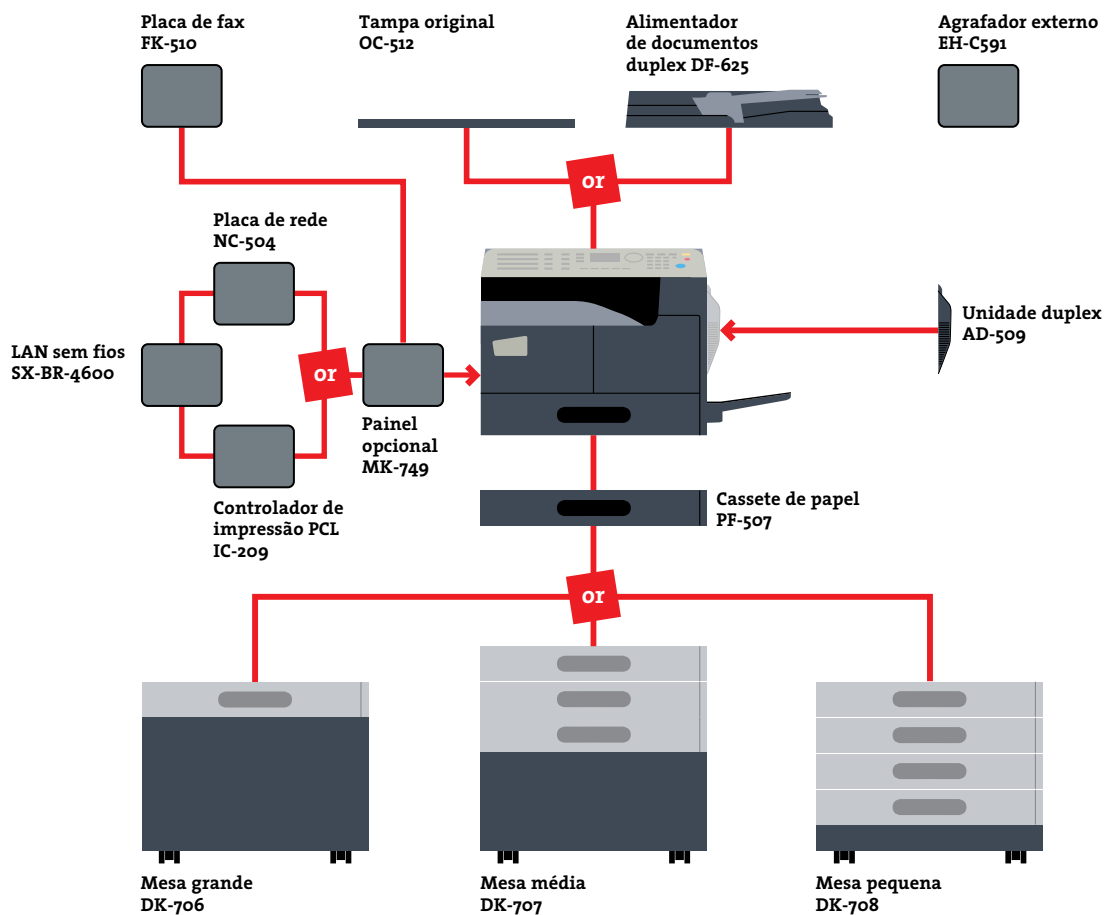 Placa de fax
FK-510
Tampa original
OC-512
Alimentador
de documentos
duplex DF-625
Agrafador externo
EH-C591
or
Placa de rede
NC-504
LAN sem fios
SX-BR-4600
or
Painel
opcional
MK-749
Controlador de
impressão PCL
IC-209
Unidade duplex
AD-509
Cassete de papel
PF-507
or
Mesa grande
DK-706
Mesa média
DK-707
Mesa pequena
DK-708